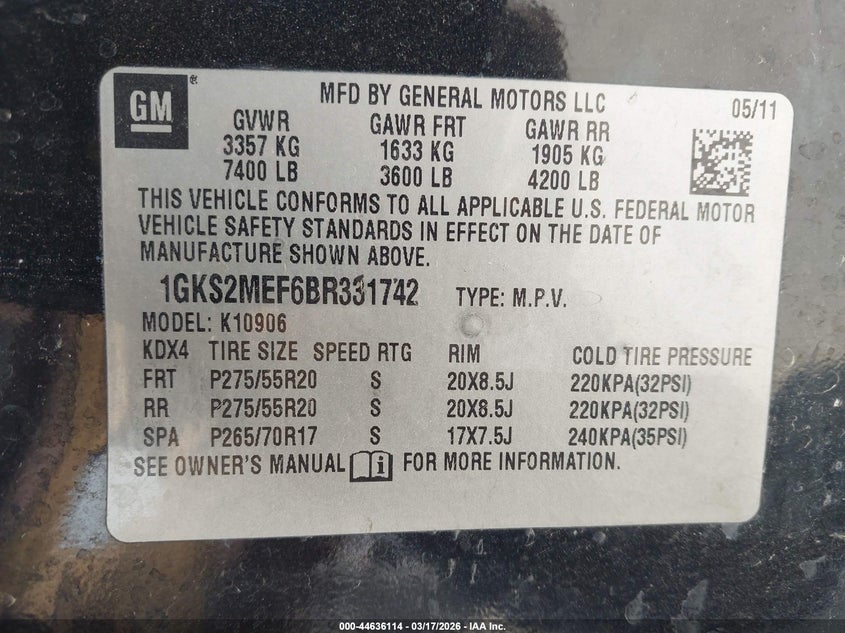 GM
MFD BY GENERAL MOTORS LLC
05/11
GVWR GAWR FRT GAWR RR
3357 KG 1633 KG 1905 KG
7400 LB 3600 LB 4200 LB
THIS VEHICLE CONFORMS TO ALL APPLICABLE U.S. FEDERAL MOTOR
VEHICLE SAFETY STANDARDS IN EFFECT ON THE DATE OF
MANUFACTURE SHOWN ABOVE.
1GKS2MEF6BR331742 TYPE: M.P.V.
MODEL: K10906
KDX4 TIRE SIZE SPEED RTG RIM COLD TIRE PRESSURE
FRT P275/55R20 S 20X8.5J 220KPA(32PSI)
RR P275/55R20 S 20X8.5J 220KPA(32PSI)
SPA P265/70R17 S 17X7.5J 240KPA(35PSI)
SEE OWNER'S MANUAL i FOR MORE INFORMATION.
000-44636114 - 03/17/2026 - IAA Inc.